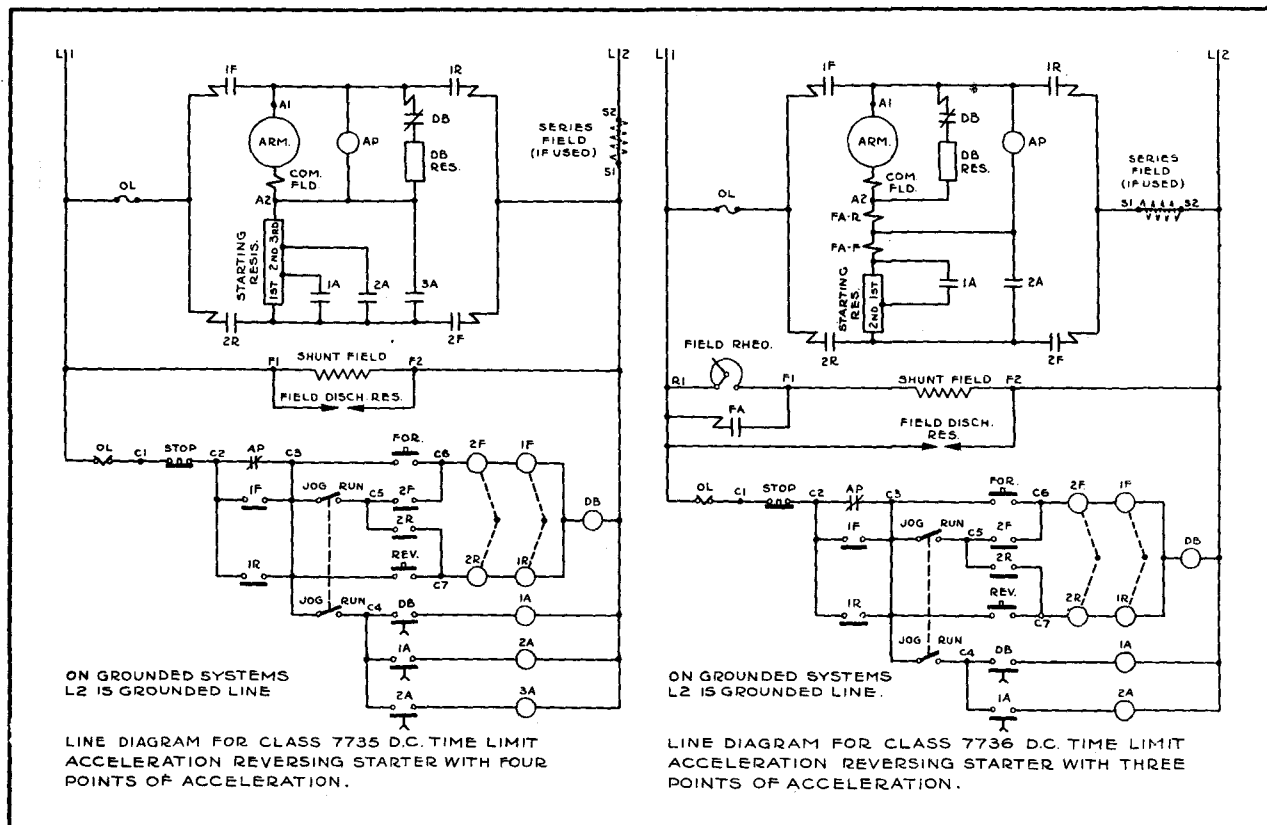 L1
L2
1F
1R
A1
DB
ARM.
AP
DB
RES.
S2
SERIES
FIELD
(IF USED)
S1
OL
COM.
FLD.
A2
STARTING
RESIS.
1ST 2ND 3RD
1A
2A
3A
2R
2F
F1
SHUNT FIELD
F2
FIELD DISCH. RES.
OL
C1
STOP
C2
AP
C3
FOR.
C6
2F
1F
1F
JOG
RUN
C5
2F
2R
DB
1R
REV.
C7
2R
1R
JOG
RUN
C4
DB
1A
1A
2A
2A
3A
ON GROUNDED SYSTEMS
L2 IS GROUNDED LINE
LINE DIAGRAM FOR CLASS 7735 D.C. TIME LIMIT
ACCELERATION REVERSING STARTER WITH FOUR
POINTS OF ACCELERATION.
L1
L2
1F
1R
A1
DB
ARM.
AP
DB
RES.
SERIES
FIELD
(IF USED)
S1
S2
OL
COM.
FLD.
A2
FA-R
FA-F
STARTING
RES.
2ND 1ST
1A
2A
2R
2F
FIELD RHEO.
R1
F1
SHUNT FIELD
F2
FA
FIELD DISCH.
RES.
OL
C1
STOP
C2
AP
C3
FOR.
C6
2F
1F
1F
JOG
RUN
C5
2F
2R
DB
1R
REV.
C7
2R
1R
JOG
RUN
C4
DB
1A
1A
2A
ON GROUNDED SYSTEMS
L2 IS GROUNDED LINE.
LINE DIAGRAM FOR CLASS 7736 D.C. TIME LIMIT
ACCELERATION REVERSING STARTER WITH THREE
POINTS OF ACCELERATION.